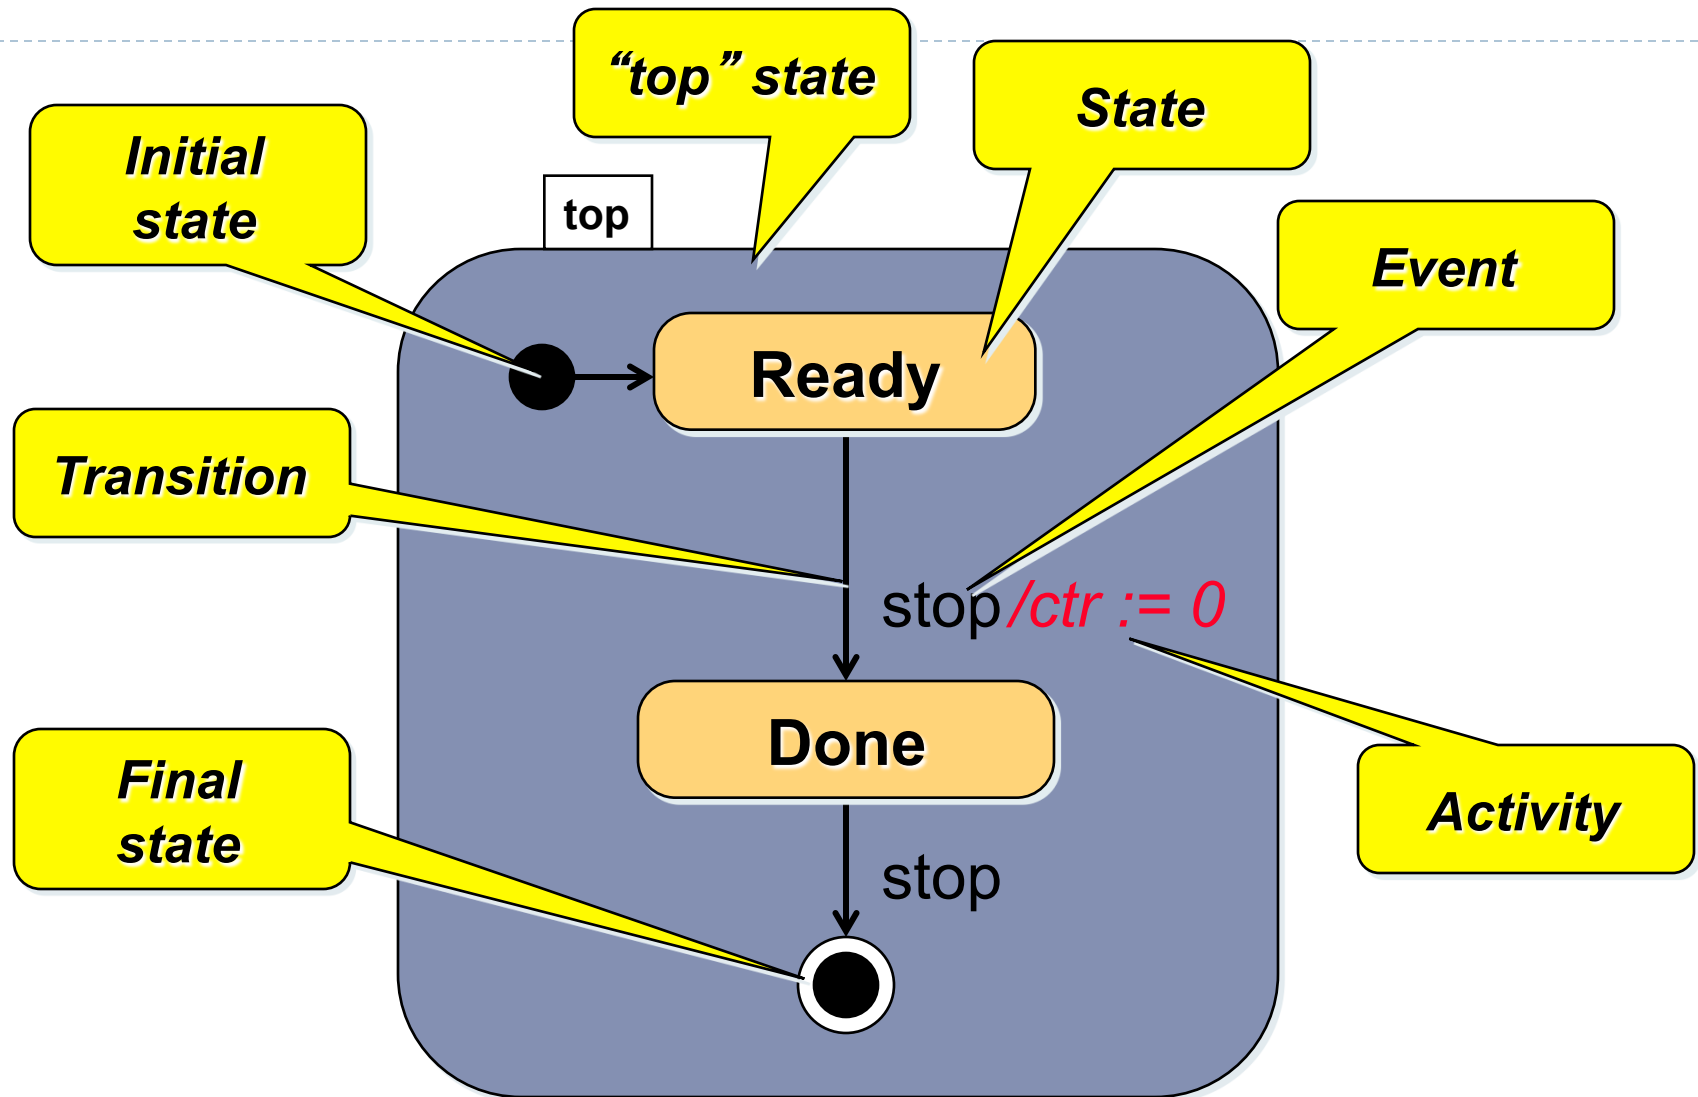 “top” state
State
Initial
state
top
Event
Ready
Transition
stop/ctr := 0
Done
Final
state
Activity
stop